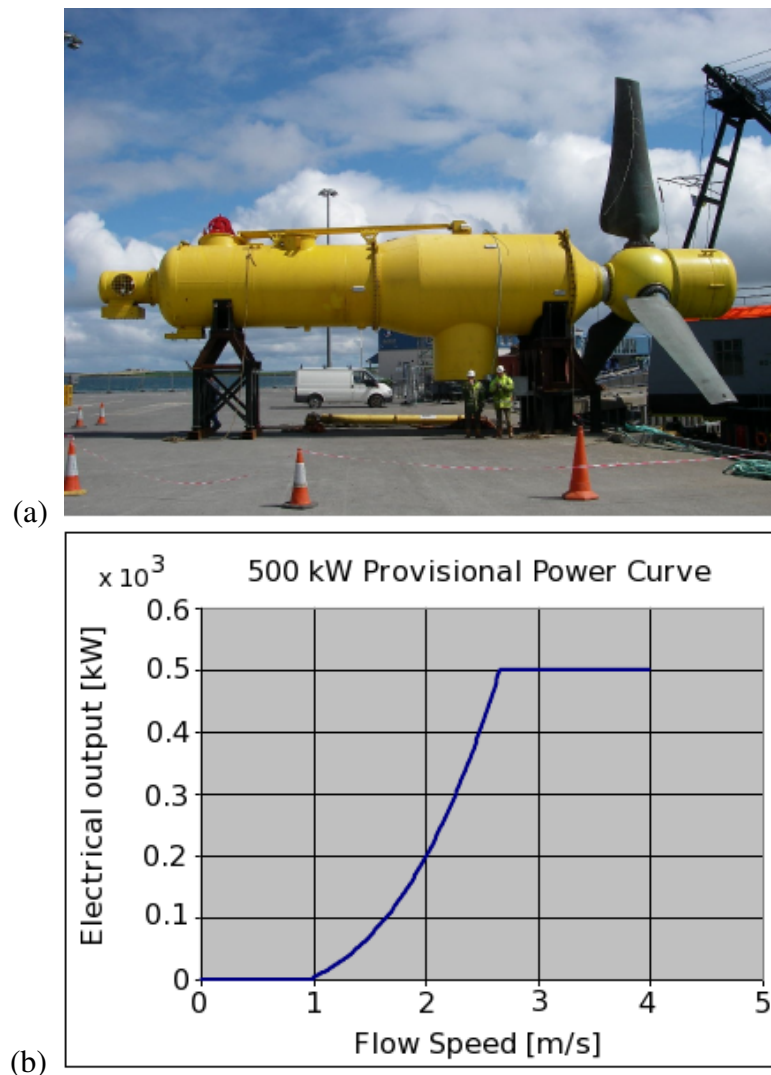 (a)
500 kW Provisional Power Curve
x 10³
0.6
0.5
0.4
0.3
0.2
0.1
0
Electrical output [kW]
0 1 2 3 4 5
Flow Speed [m/s]
(b)